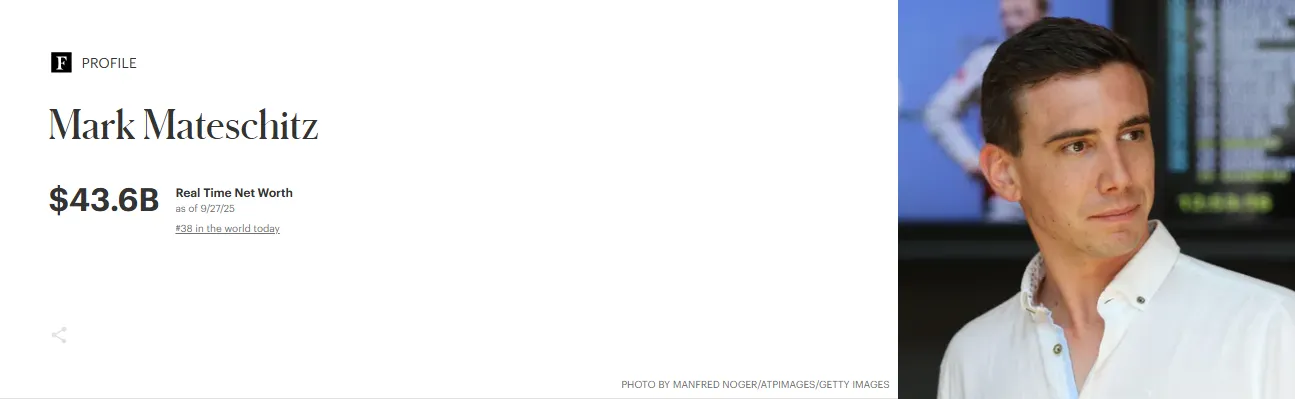 F PROFILE
Mark Mateschitz
$43.6B Real Time Net Worth
as of 9/27/25
#38 in the world today
PHOTO BY MANFRED NOGER/ATPIMAGES/GETTY IMAGES